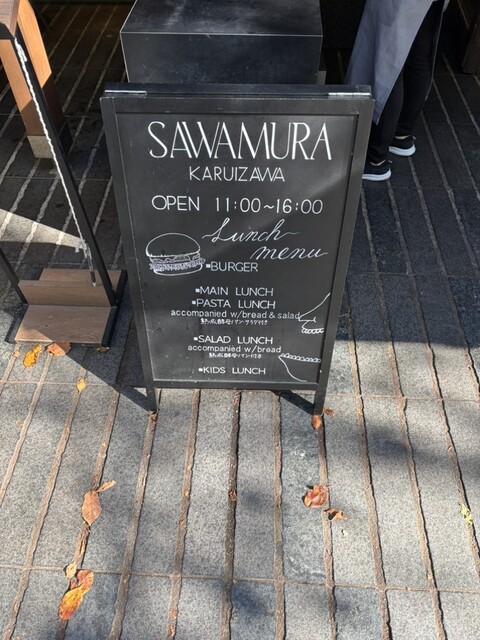 SAWAMURA
KARUIZAWA
OPEN 11:00~16:00
Lunch
menu
▪BURGER
▪MAIN LUNCH
▪PASTA LUNCH
accompanied w/bread & salad
▪SALAD LUNCH
accompanied w/bread
▪KIDS LUNCH